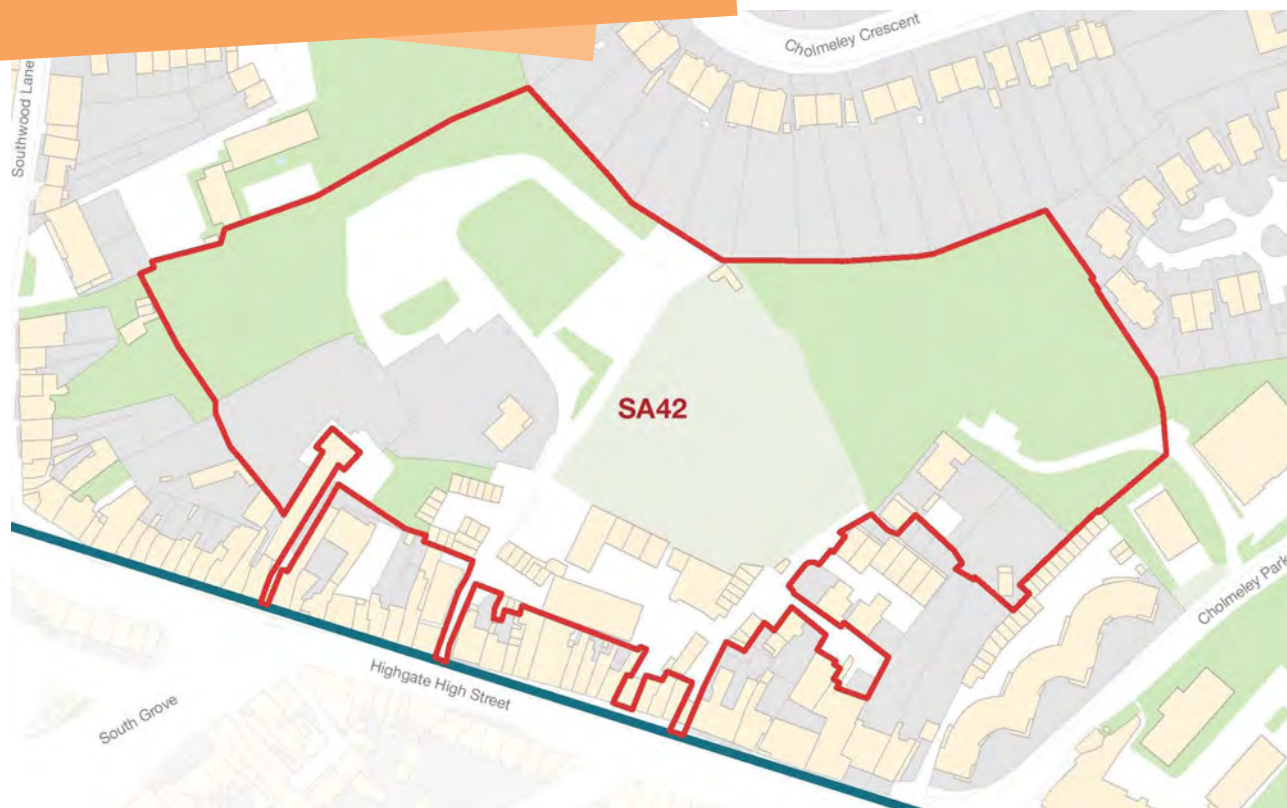 Cholmeley Crescent
Southwood Lane
SA42
Cholmeley Park
Highgate High Street
South Grove